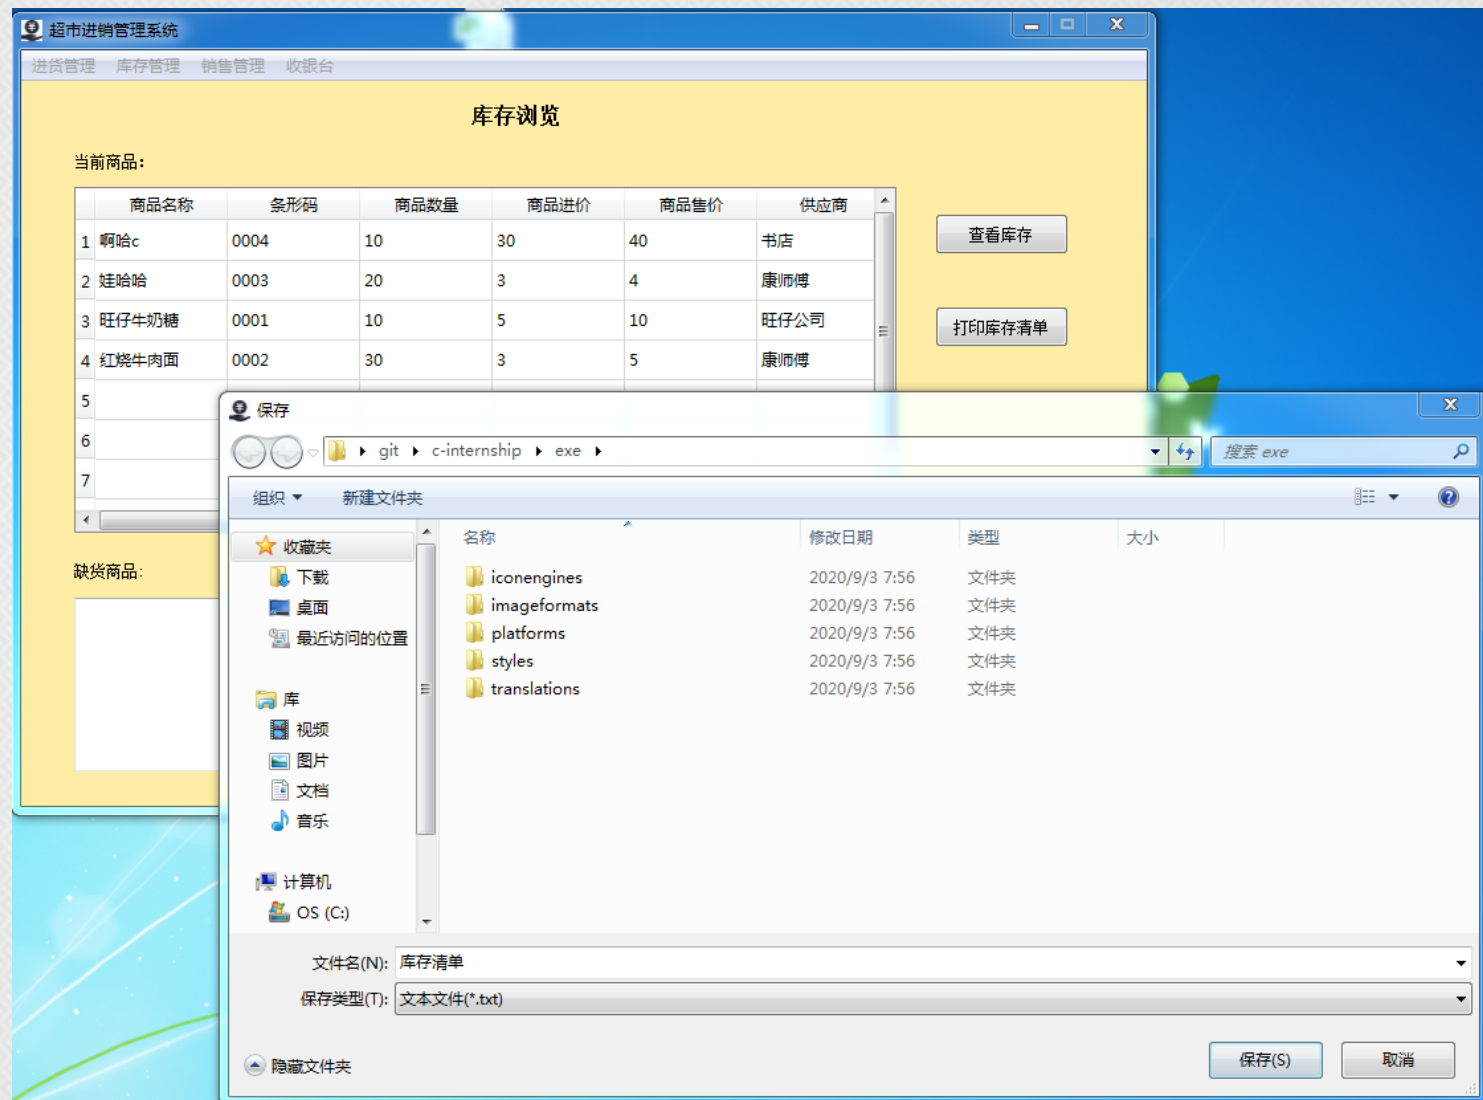 超市进销管理系统
进货管理 库存管理 销售管理 收银台
库存浏览
当前商品：
商品名称 条形码 商品数量 商品进价 商品售价 供应商
1 啊哈c 0004 10 30 40 书店
2 娃哈哈 0003 20 3 4 康师傅
3 旺仔牛奶糖 0001 10 5 10 旺仔公司
4 红烧牛肉面 0002 30 3 5 康师傅
5
6
7
查看库存
打印库存清单
缺货商品:
保存
git c-internship exe
搜索 exe
组织 新建文件夹
收藏夹
下载
桌面
最近访问的位置
库
视频
图片
文档
音乐
计算机
OS (C:)
名称 修改日期 类型 大小
iconengines 2020/9/3 7:56 文件夹
imageformats 2020/9/3 7:56 文件夹
platforms 2020/9/3 7:56 文件夹
styles 2020/9/3 7:56 文件夹
translations 2020/9/3 7:56 文件夹
文件名(N): 库存清单
保存类型(T): 文本文件(*.txt)
隐藏文件夹
保存(S) 取消